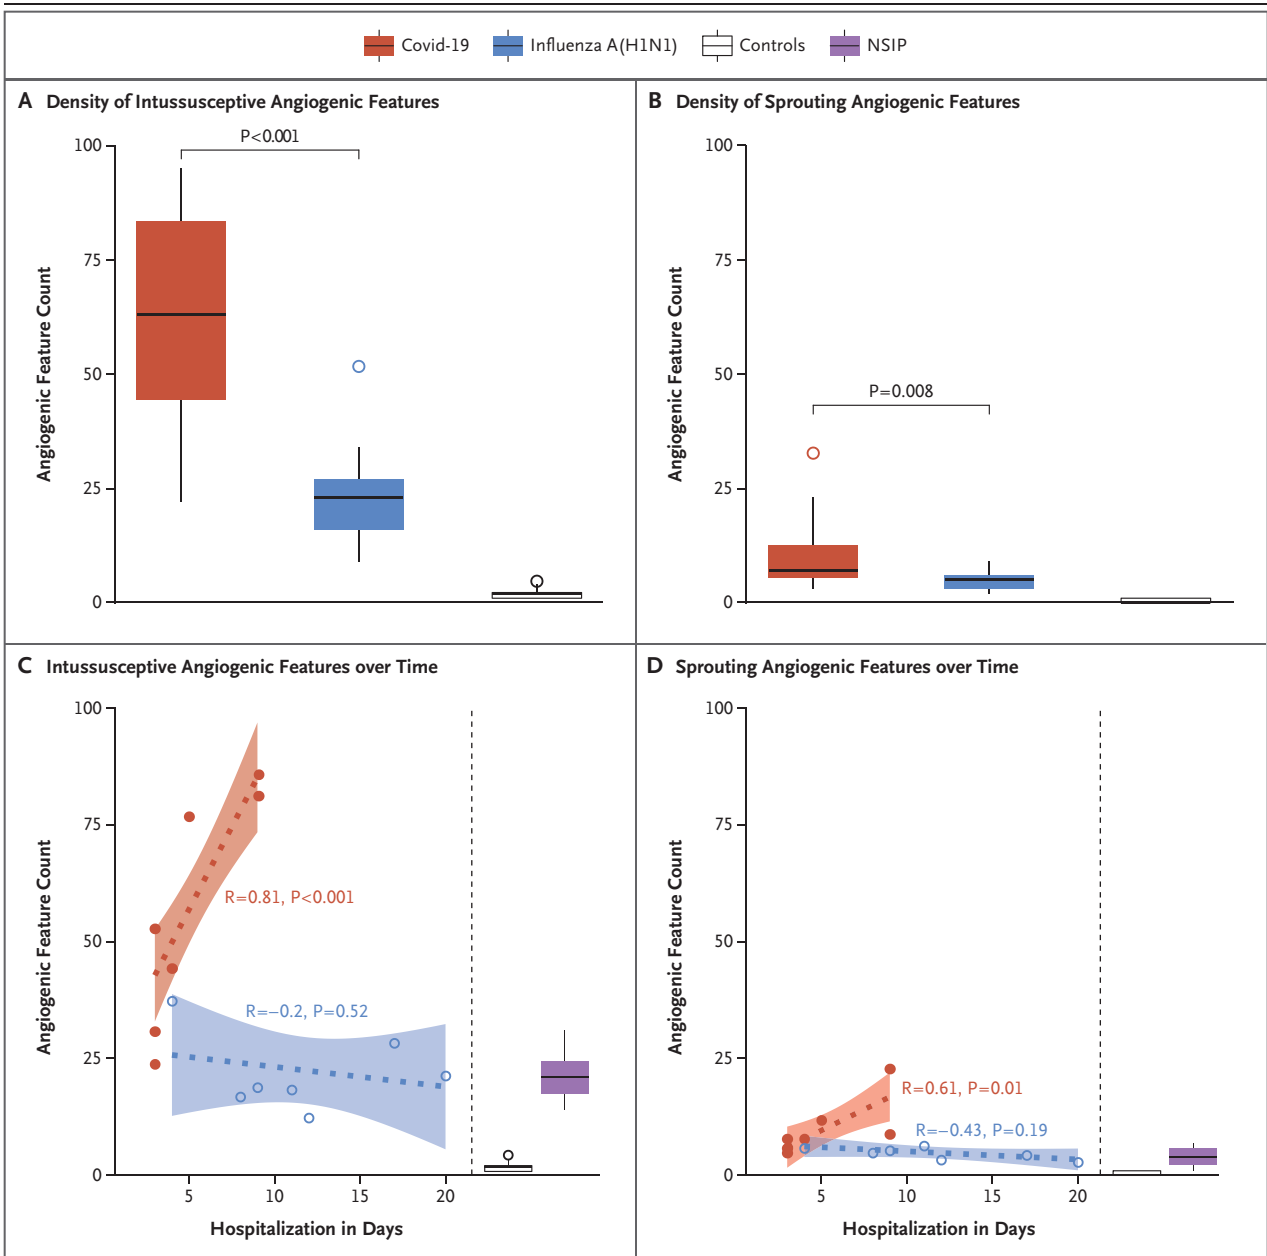 Covid-19 Influenza A(H1N1) Controls NSIP
A Density of Intussusceptive Angiogenic Features
P<0.001
100
75
50
25
0
Angiogenic Feature Count
B Density of Sprouting Angiogenic Features
P=0.008
100
75
50
25
0
Angiogenic Feature Count
C Intussusceptive Angiogenic Features over Time
100
75
50
25
0
Angiogenic Feature Count
R=0.81, P<0.001
R=−0.2, P=0.52
5 10 15 20
Hospitalization in Days
D Sprouting Angiogenic Features over Time
100
75
50
25
0
Angiogenic Feature Count
R=0.61, P=0.01
R=−0.43, P=0.19
5 10 15 20
Hospitalization in Days